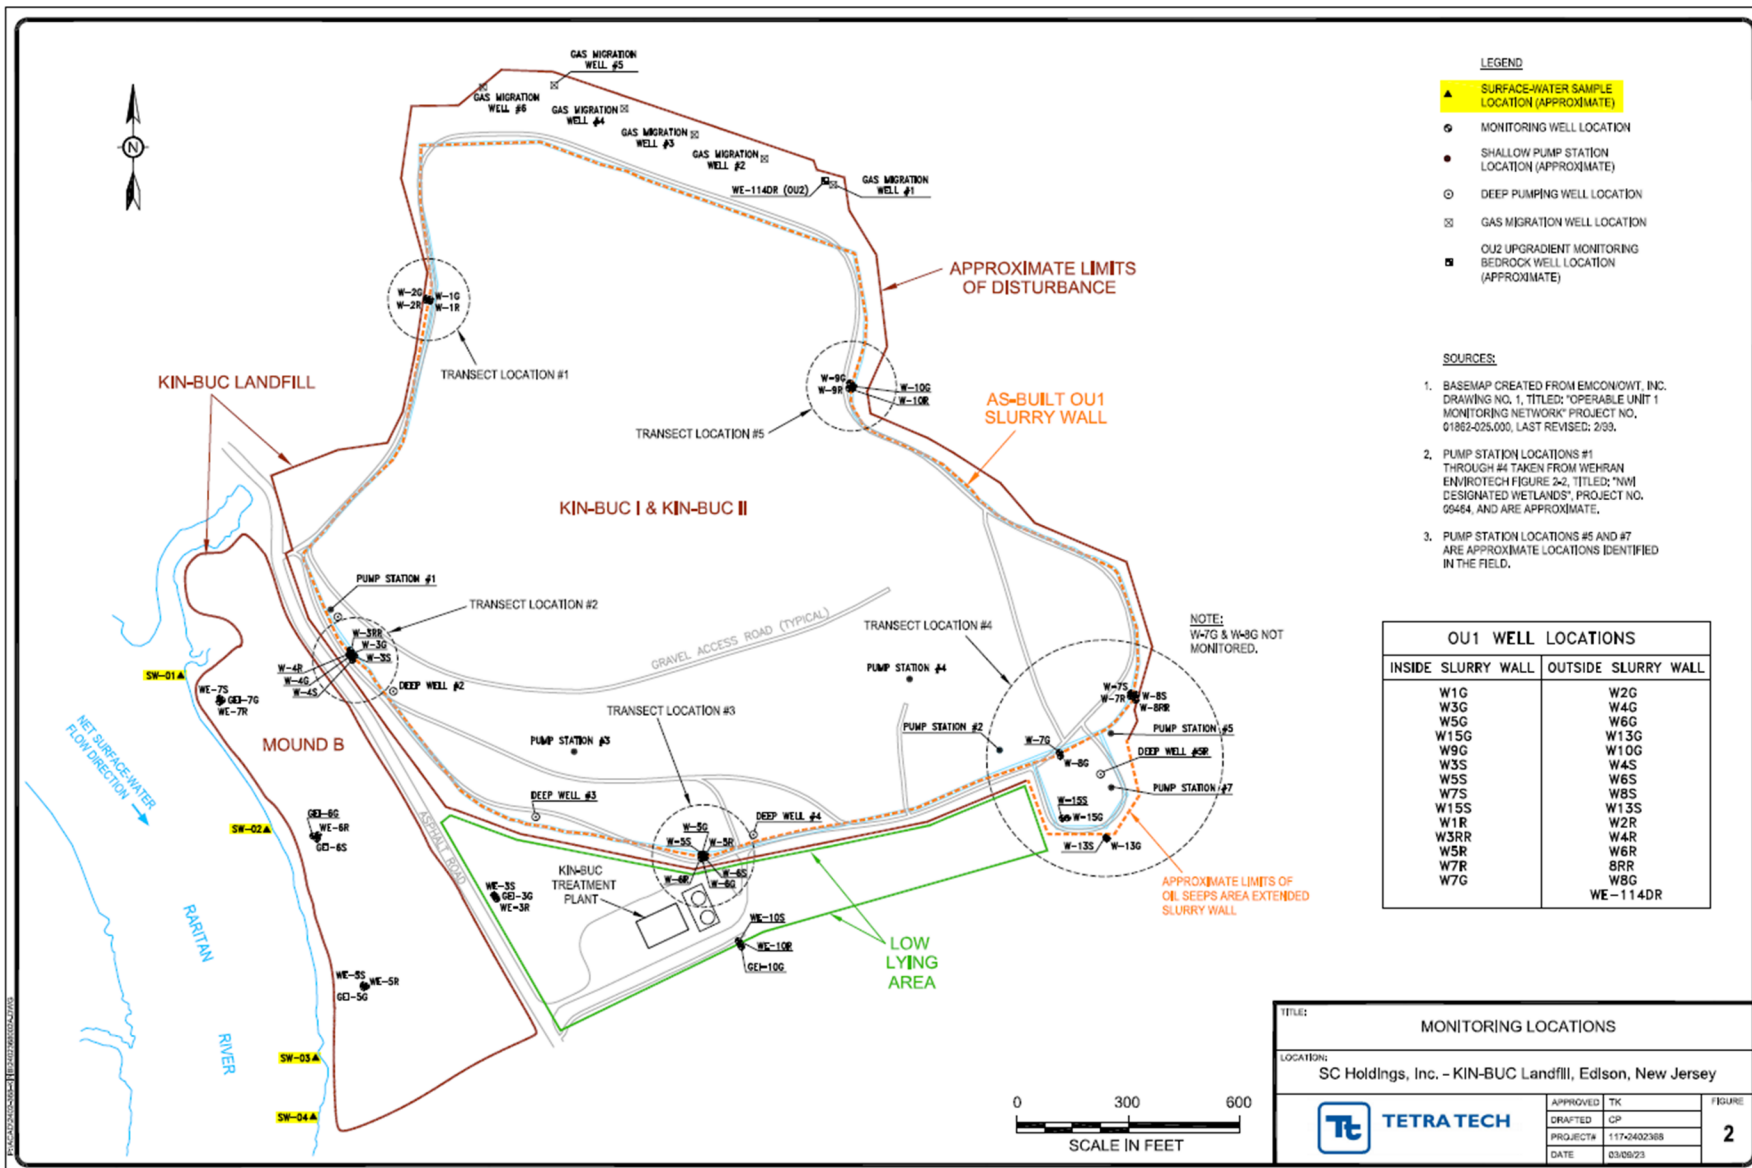 GAS MIGRATION
WELL #5
GAS MIGRATION
WELL #6
GAS MIGRATION
WELL #4
GAS MIGRATION
WELL #3
GAS MIGRATION
WELL #2
WE-114DR (OU2)
GAS MIGRATION
WELL #1
N
APPROXIMATE LIMITS
OF DISTURBANCE
W-2G
W-2R
W-1G
W-1R
TRANSECT LOCATION #1
KIN-BUC LANDFILL
W-9G
W-9R
W-10G
W-10R
TRANSECT LOCATION #5
AS-BUILT OU1
SLURRY WALL
KIN-BUC I & KIN-BUC II
PUMP STATION #1
TRANSECT LOCATION #2
W-3RR
W-3G
W-3S
W-4R
W-4G
W-4S
DEEP WELL #2
GRAVEL ACCESS ROAD (TYPICAL)
TRANSECT LOCATION #4
PUMP STATION #4
NOTE:
W-7G & W-8G NOT
MONITORED.
SW-01
WE-7S
GEI-7G
WE-7R
MOUND B
NET SURFACE-WATER
FLOW DIRECTION
TRANSECT LOCATION #3
PUMP STATION #3
PUMP STATION #2
W-7S
W-7R
W-8S
W-8RR
W-7G
W-8G
PUMP STATION #5
DEEP WELL #5R
PUMP STATION #7
DEEP WELL #3
DEEP WELL #4
W-15S
W-15G
W-13S
W-13G
SW-02
GEI-6G
WE-6R
GEI-6S
ASPHALT ROAD
W-5G
W-5S
W-5R
W-6S
W-6R
W-6G
KIN-BUC
TREATMENT
PLANT
WE-3S
GEI-3G
WE-3R
APPROXIMATE LIMITS OF
OIL SEEPS AREA EXTENDED
SLURRY WALL
WE-10S
WE-10R
GEI-10G
LOW
LYING
AREA
RARITAN
RIVER
WE-5S
WE-5R
GEI-5G
SW-03
SW-04
0 300 600
SCALE IN FEET
LEGEND
SURFACE-WATER SAMPLE
LOCATION (APPROXIMATE)
MONITORING WELL LOCATION
SHALLOW PUMP STATION
LOCATION (APPROXIMATE)
DEEP PUMPING WELL LOCATION
GAS MIGRATION WELL LOCATION
OU2 UPGRADIENT MONITORING
BEDROCK WELL LOCATION
(APPROXIMATE)
SOURCES:
1. BASEMAP CREATED FROM EMCON/OWT, INC.
DRAWING NO. 1, TITLED: "OPERABLE UNIT 1
MONITORING NETWORK" PROJECT NO.
01862-025.000, LAST REVISED: 2/99.
2. PUMP STATION LOCATIONS #1
THROUGH #4 TAKEN FROM WEHRAN
ENVIROTECH FIGURE 2-2, TITLED: "NWI
DESIGNATED WETLANDS", PROJECT NO.
09464, AND ARE APPROXIMATE.
3. PUMP STATION LOCATIONS #5 AND #7
ARE APPROXIMATE LOCATIONS IDENTIFIED
IN THE FIELD.
OU1 WELL LOCATIONS
INSIDE SLURRY WALL OUTSIDE SLURRY WALL
W1G W2G
W3G W4G
W5G W6G
W15G W13G
W9G W10G
W3S W4S
W5S W6S
W7S W8S
W15S W13S
W1R W2R
W3RR W4R
W5R W6R
W7R 8RR
W7G W8G
WE-114DR
TITLE:
MONITORING LOCATIONS
LOCATION:
SC Holdings, Inc. - KIN-BUC Landfill, Edison, New Jersey
Tt TETRA TECH
APPROVED TK
DRAFTED CP
PROJECT# 117-2402368
DATE 03/09/23
FIGURE
2